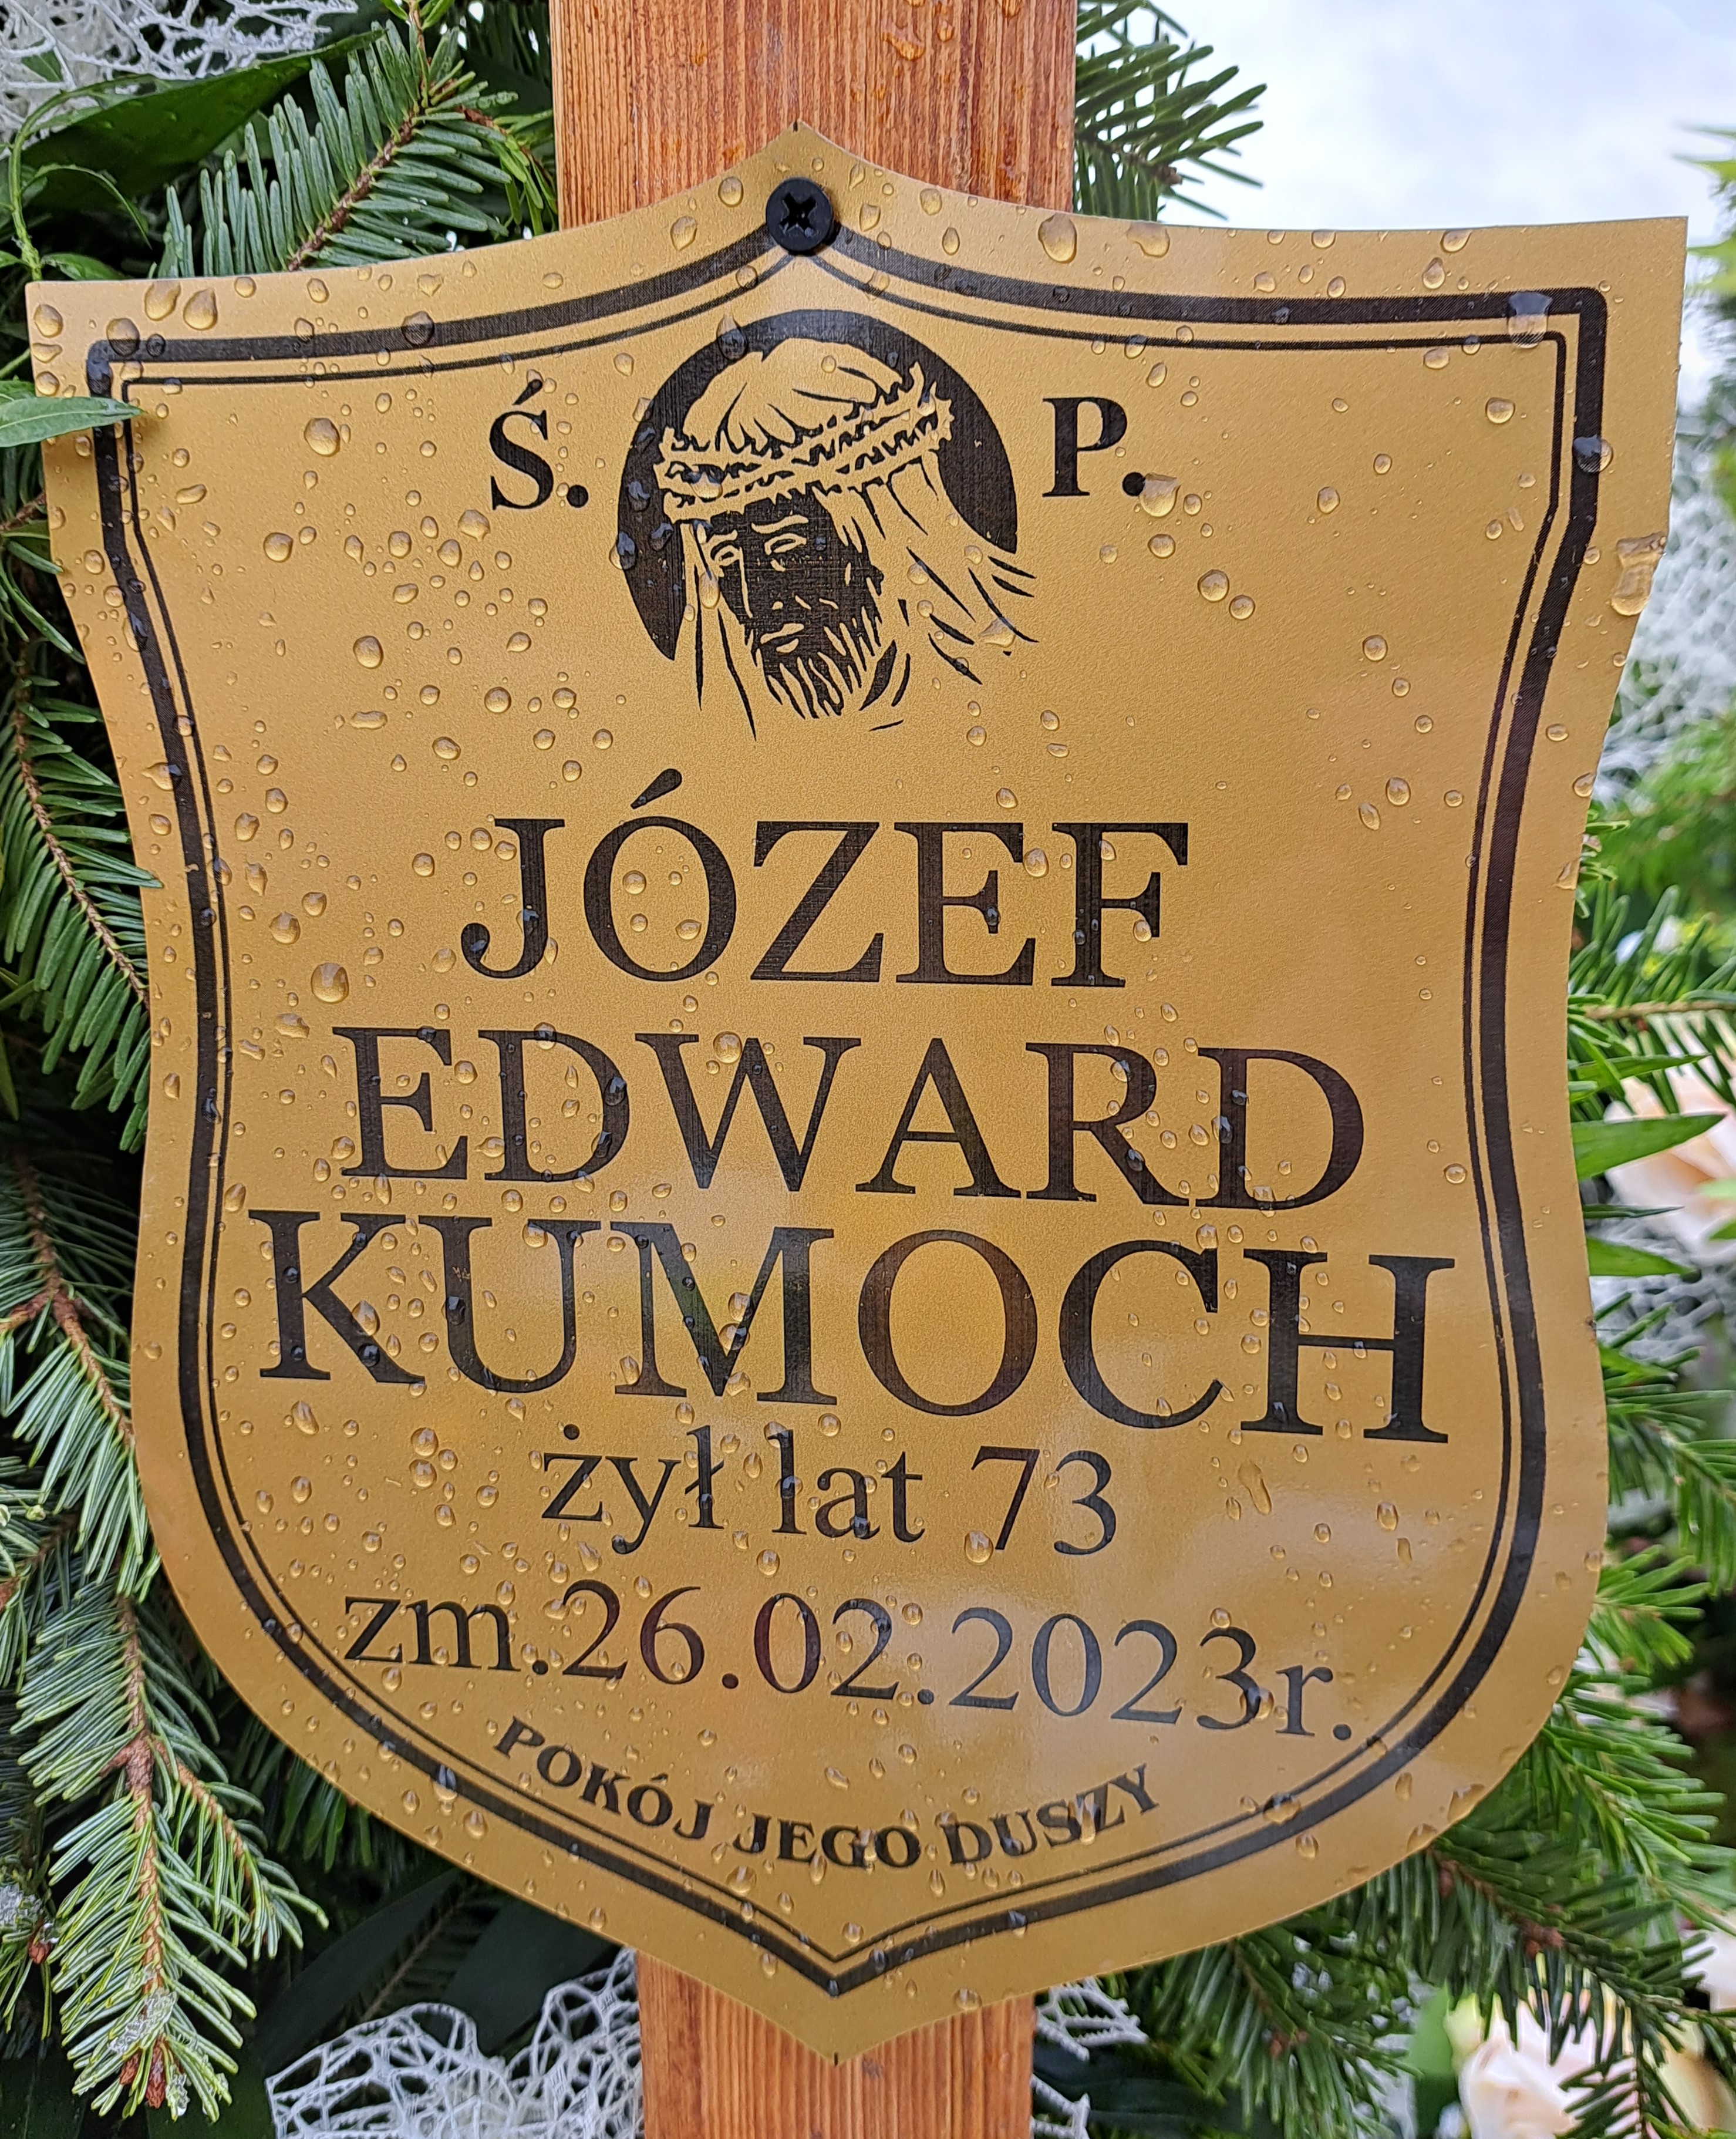 Ś. P.
JÓZEF
EDWARD
KUMOCH
żył lat 73
zm.26.02.2023r.
POKÓJ JEGO DUSZY